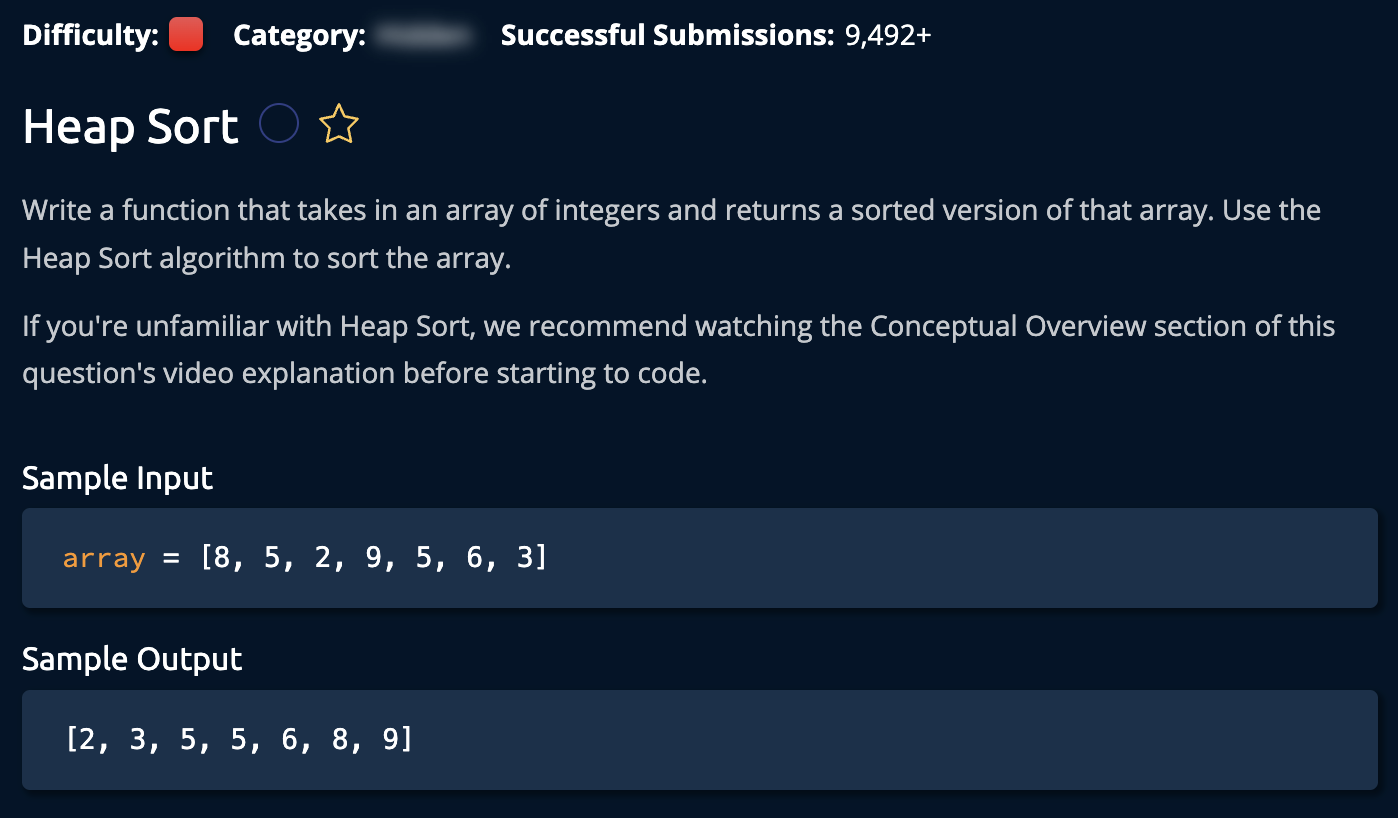 Difficulty: Category: Successful Submissions: 9,492+
Heap Sort
Write a function that takes in an array of integers and returns a sorted version of that array. Use the
Heap Sort algorithm to sort the array.
If you're unfamiliar with Heap Sort, we recommend watching the Conceptual Overview section of this
question's video explanation before starting to code.
Sample Input
array = [8, 5, 2, 9, 5, 6, 3]
Sample Output
[2, 3, 5, 5, 6, 8, 9]